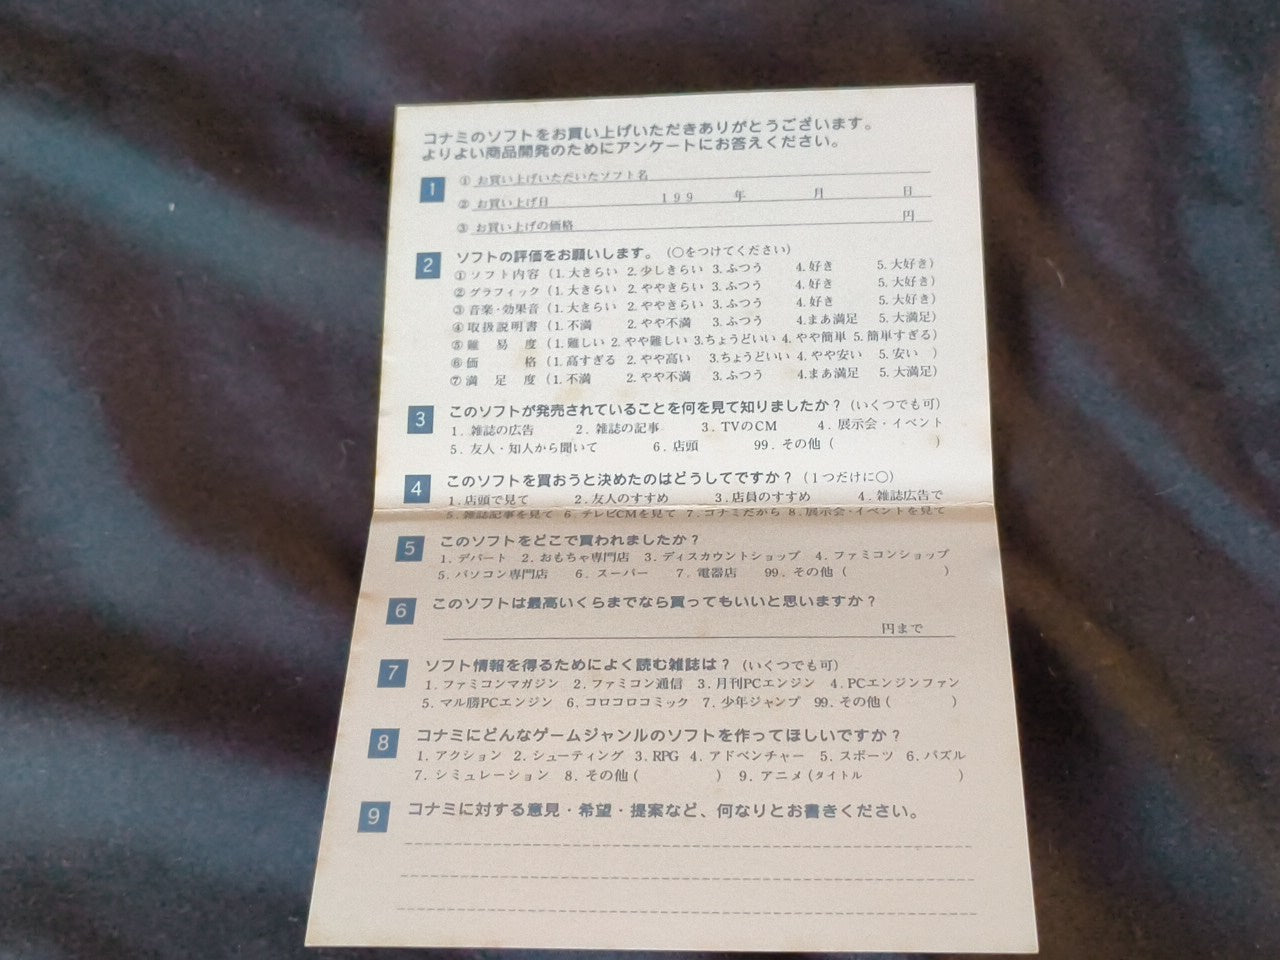 コナミのソフトをお買い上げいただきありがとうございます。
よりよい商品開発のためにアンケートにお答えください。
1 ① お買い上げいただいたソフト名
② お買い上げ日 199 年 月 日
③ お買い上げの価格 円
2 ソフトの評価をお願いします。(○をつけてください)
① ソフト内容 (1.大きらい 2.少しきらい 3.ふつう 4.好き 5.大好き)
② グラフィック (1.大きらい 2.ややきらい 3.ふつう 4.好き 5.大好き)
③ 音楽・効果音 (1.大きらい 2.ややきらい 3.ふつう 4.好き 5.大好き)
④ 取扱説明書 (1.不満 2.やや不満 3.ふつう 4.まあ満足 5.大満足)
⑤ 難易度 (1.難しい 2.やや難しい 3.ちょうどいい 4.やや簡単 5.簡単すぎる)
⑥ 価格 (1.高すぎる 2.やや高い 3.ちょうどいい 4.やや安い 5.安い )
⑦ 満足度 (1.不満 2.やや不満 3.ふつう 4.まあ満足 5.大満足)
3 このソフトが発売されていることを何を見て知りましたか?(いくつでも可)
1.雑誌の広告 2.雑誌の記事 3.TVのCM 4.展示会・イベント
5.友人・知人から聞いて 6.店頭 99.その他( )
4 このソフトを買おうと決めたのはどうしてですか?(1つだけに○)
1.店頭で見て 2.友人のすすめ 3.店員のすすめ 4.雑誌広告で
5.雑誌記事を見て 6.テレビCMを見て 7.コナミだから 8.展示会・イベントを見て
5 このソフトをどこで買われましたか?
1.デパート 2.おもちゃ専門店 3.ディスカウントショップ 4.ファミコンショップ
5.パソコン専門店 6.スーパー 7.電器店 99.その他( )
6 このソフトは最高いくらまでなら買ってもいいと思いますか?
円まで
7 ソフト情報を得るためによく読む雑誌は?(いくつでも可)
1.ファミコンマガジン 2.ファミコン通信 3.月刊PCエンジン 4.PCエンジンファン
5.マル勝PCエンジン 6.コロコロコミック 7.少年ジャンプ 99.その他( )
8 コナミにどんなゲームジャンルのソフトを作ってほしいですか?
1.アクション 2.シューティング 3.RPG 4.アドベンチャー 5.スポーツ 6.パズル
7.シミュレーション 8.その他( ) 9.アニメ(タイトル )
9 コナミに対する意見・希望・提案など、何なりとお書きください。